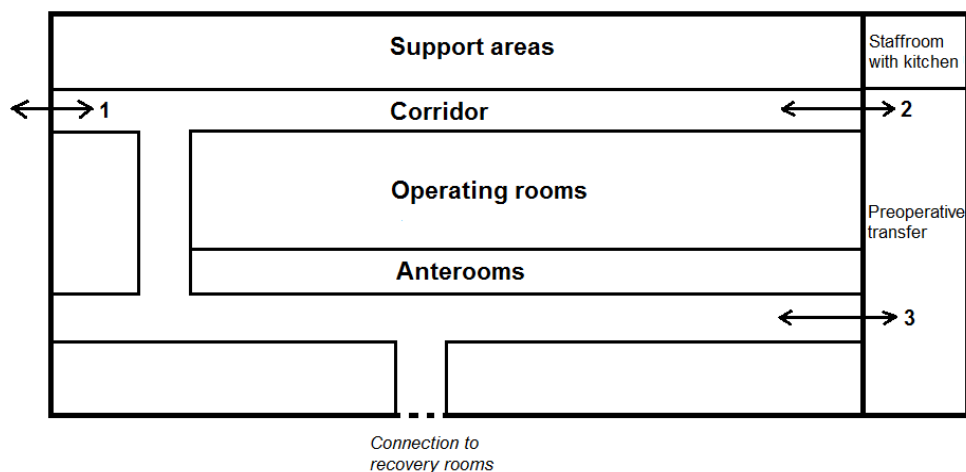 Support areas
Staffroom
with kitchen
1
Corridor
2
Operating rooms
Preoperative
transfer
Anterooms
3
Connection to
recovery rooms